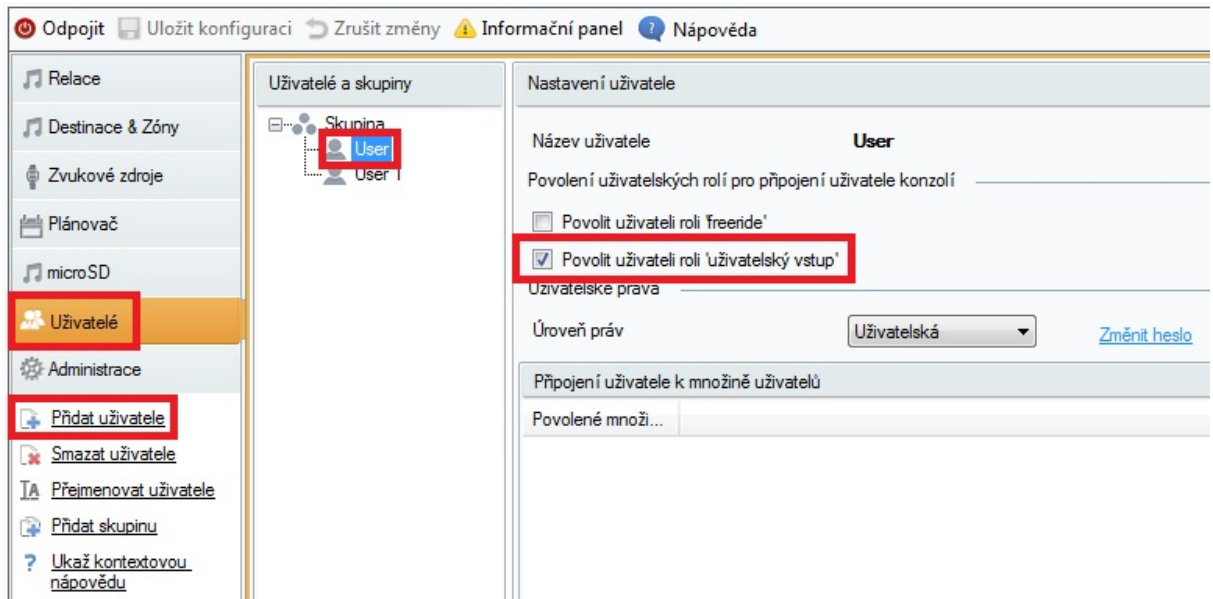 Odpojit Uložit konfiguraci Zrušit změny Informační panel ? Nápověda
Relace
Destinace & Zóny
Zvukové zdroje
Plánovač
microSD
Uživatelé
Administrace
Přidat uživatele
Smazat uživatele
Přejmenovat uživatele
Přidat skupinu
? Ukaž kontextovou
nápovědu
Uživatelé a skupiny
Skupina
User
User 1
Nastavení uživatele
Název uživatele User
Povolení uživatelských rolí pro připojení uživatele konzolí
Povolit uživateli roli 'freeride'
Povolit uživateli roli 'uživatelský vstup'
Uživatelské práva
Úroveň práv Uživatelská Změnit heslo
Připojení uživatele k množině uživatelů
Povolené množi...